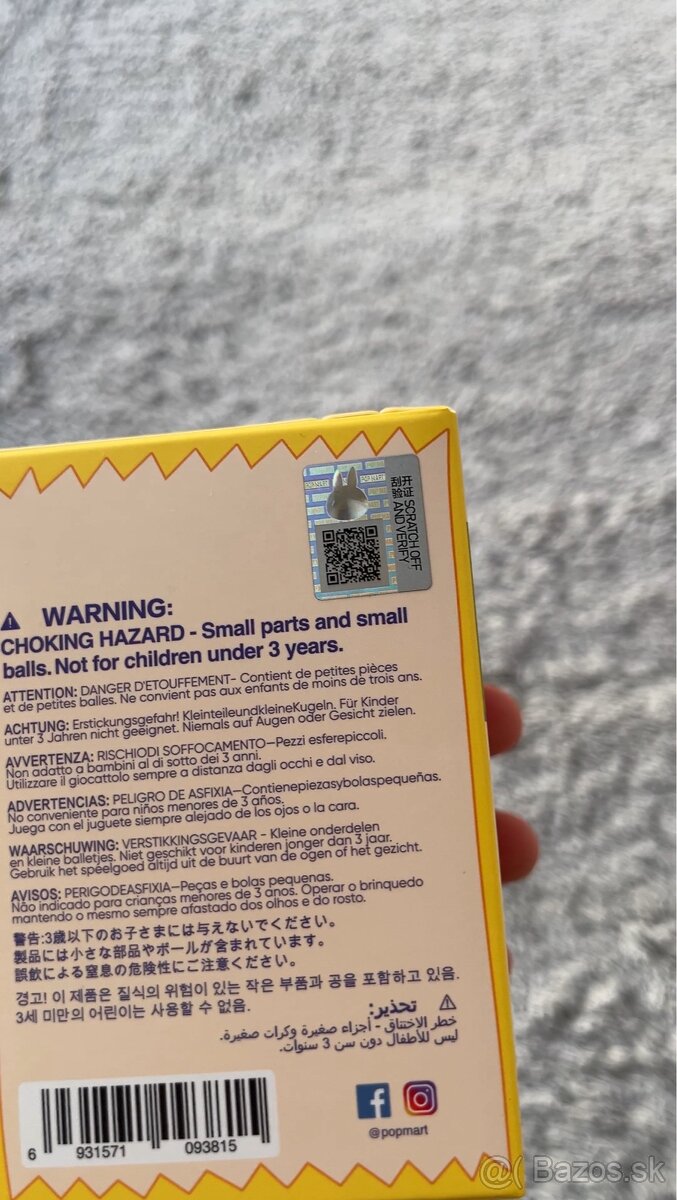 POP MART
POP MART
刮开
验证
SCRATCH OFF
AND VERIFY
WARNING:
CHOKING HAZARD - Small parts and small
balls. Not for children under 3 years.
ATTENTION: DANGER D'ETOUFFEMENT- Contient de petites pièces
et de petites balles. Ne convient pas aux enfants de moins de trois ans.
ACHTUNG: Erstickungsgefahr! KleinteileundkleineKugeln. Für Kinder
unter 3 Jahren nicht geeignet. Niemals auf Augen oder Gesicht zielen.
AVVERTENZA: RISCHIODI SOFFOCAMENTO—Pezzi esferepiccoli.
Non adatto a bambini al di sotto dei 3 anni.
Utilizzare il giocattolo sempre a distanza dagli occhi e dal viso.
ADVERTENCIAS: PELIGRO DE ASFIXIA—Contienepiezasybolaspequeñas.
No conveniente para niños menores de 3 años.
Juega con el juguete siempre alejado de los ojos o la cara.
WAARSCHUWING: VERSTIKKINGSGEVAAR - Kleine onderdelen
en kleine balletjes. Niet geschikt voor kinderen jonger dan 3 jaar.
Gebruik het speelgoed altijd uit de buurt van de ogen of het gezicht.
AVISOS: PERIGODEASFIXIA—Peças e bolas pequenas.
Não indicado para crianças menores de 3 anos. Operar o brinquedo
mantendo o mesmo sempre afastado dos olhos e do rosto.
警告:3歳以下のお子さまには与えないでください。
製品には小さな部品やボールが含まれています。
誤飲による窒息の危険性にご注意ください。
경고! 이 제품은 질식의 위험이 있는 작은 부품과 공을 포함하고 있음.
3세 미만의 어린이는 사용할 수 없음.
تحذير:
خطر الاختناق - أجزاء صغيرة وكرات صغيرة.
ليس للأطفال دون سن 3 سنوات.
6 931571 093815
@popmart
@( Bazos.sk